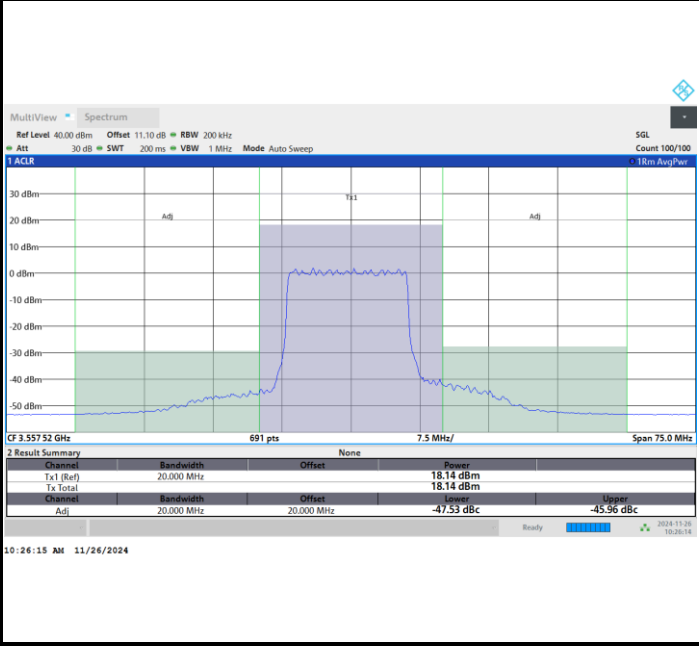 MultiView Spectrum
Ref Level 40.00 dBm Offset 11.10 dB RBW 200 kHz SGL
Att 30 dB SWT 200 ms VBW 1 MHz Mode Auto Sweep Count 100/100
1 ACLR 1Rm AvgPwr
Tx1
30 dBm
Adj Adj
20 dBm
10 dBm
0 dBm
-10 dBm
-20 dBm
-30 dBm
-40 dBm
-50 dBm
CF 3.557 52 GHz 691 pts 7.5 MHz/ Span 75.0 MHz
2 Result Summary None
Channel Bandwidth Offset Power
Tx1 (Ref) 20.000 MHz 18.14 dBm
Tx Total 18.14 dBm
Channel Bandwidth Offset Lower Upper
Adj 20.000 MHz 20.000 MHz -47.53 dBc -45.96 dBc
Ready 2024-11-26
10:26:14
10:26:15 AM 11/26/2024